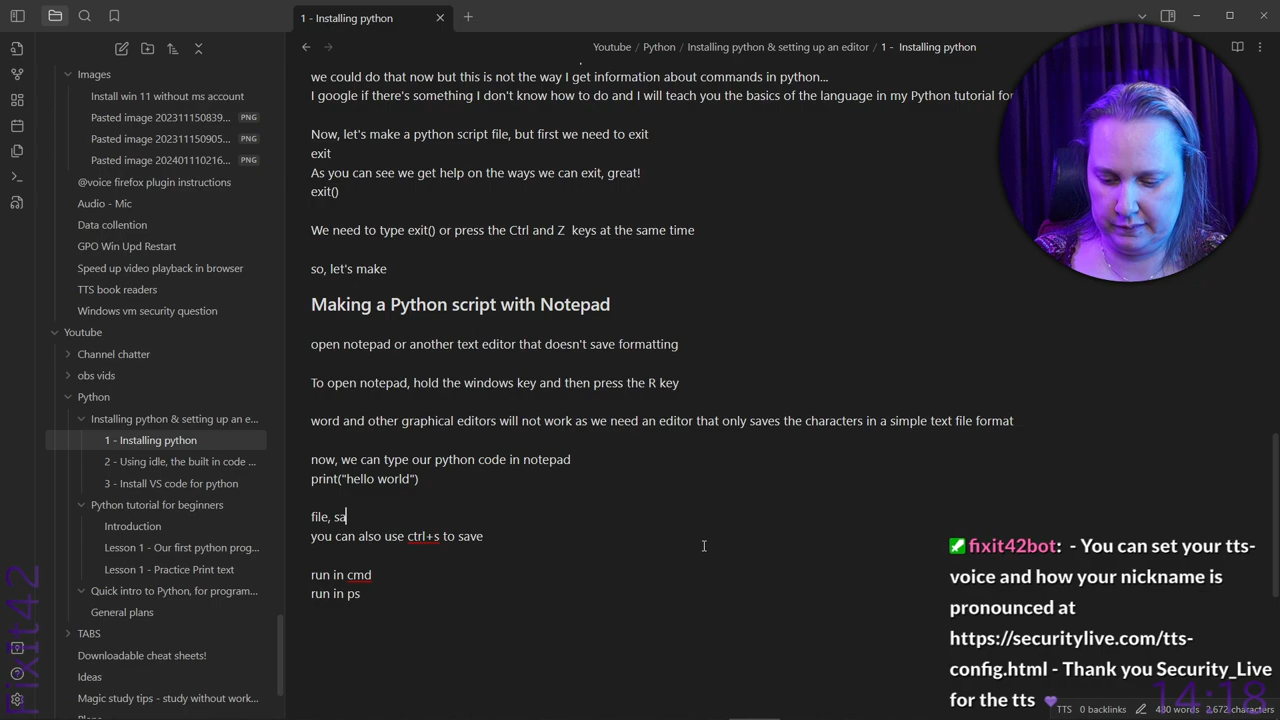 1 - Installing python
Youtube / Python / Installing python & setting up an editor / 1 - Installing python
Images
Install win 11 without ms account
Pasted image 202311150839... PNG
Pasted image 202311150905... PNG
Pasted image 202401110216... PNG
@voice firefox plugin instructions
Audio - Mic
Data collention
GPO Win Upd Restart
Speed up video playback in browser
TTS book readers
Windows vm security question
Youtube
Channel chatter
obs vids
Python
Installing python & setting up an e...
1 - Installing python
2 - Using idle, the built in code ...
3 - Install VS code for python
Python tutorial for beginners
Introduction
Lesson 1 - Our first python prog...
Lesson 1 - Practice Print text
Quick intro to Python, for program...
General plans
TABS
Downloadable cheat sheets!
Ideas
Magic study tips - study without work...
we could do that now but this is not the way I get information about commands in python...
I google if there's something I don't know how to do and I will teach you the basics of the language in my Python tutorial for
Now, let's make a python script file, but first we need to exit
exit
As you can see we get help on the ways we can exit, great!
exit()
We need to type exit() or press the Ctrl and Z keys at the same time
so, let's make
Making a Python script with Notepad
open notepad or another text editor that doesn't save formatting
To open notepad, hold the windows key and then press the R key
word and other graphical editors will not work as we need an editor that only saves the characters in a simple text file format
now, we can type our python code in notepad
print("hello world")
file, sa
you can also use ctrl+s to save
run in cmd
run in ps
fixit42bot: - You can set your tts-
voice and how your nickname is
pronounced at
https://securitylive.com/tts-
config.html - Thank you Security_Live
for the tts
Fixit42
14:18
TTS 0 backlinks 480 words 2,672 characters